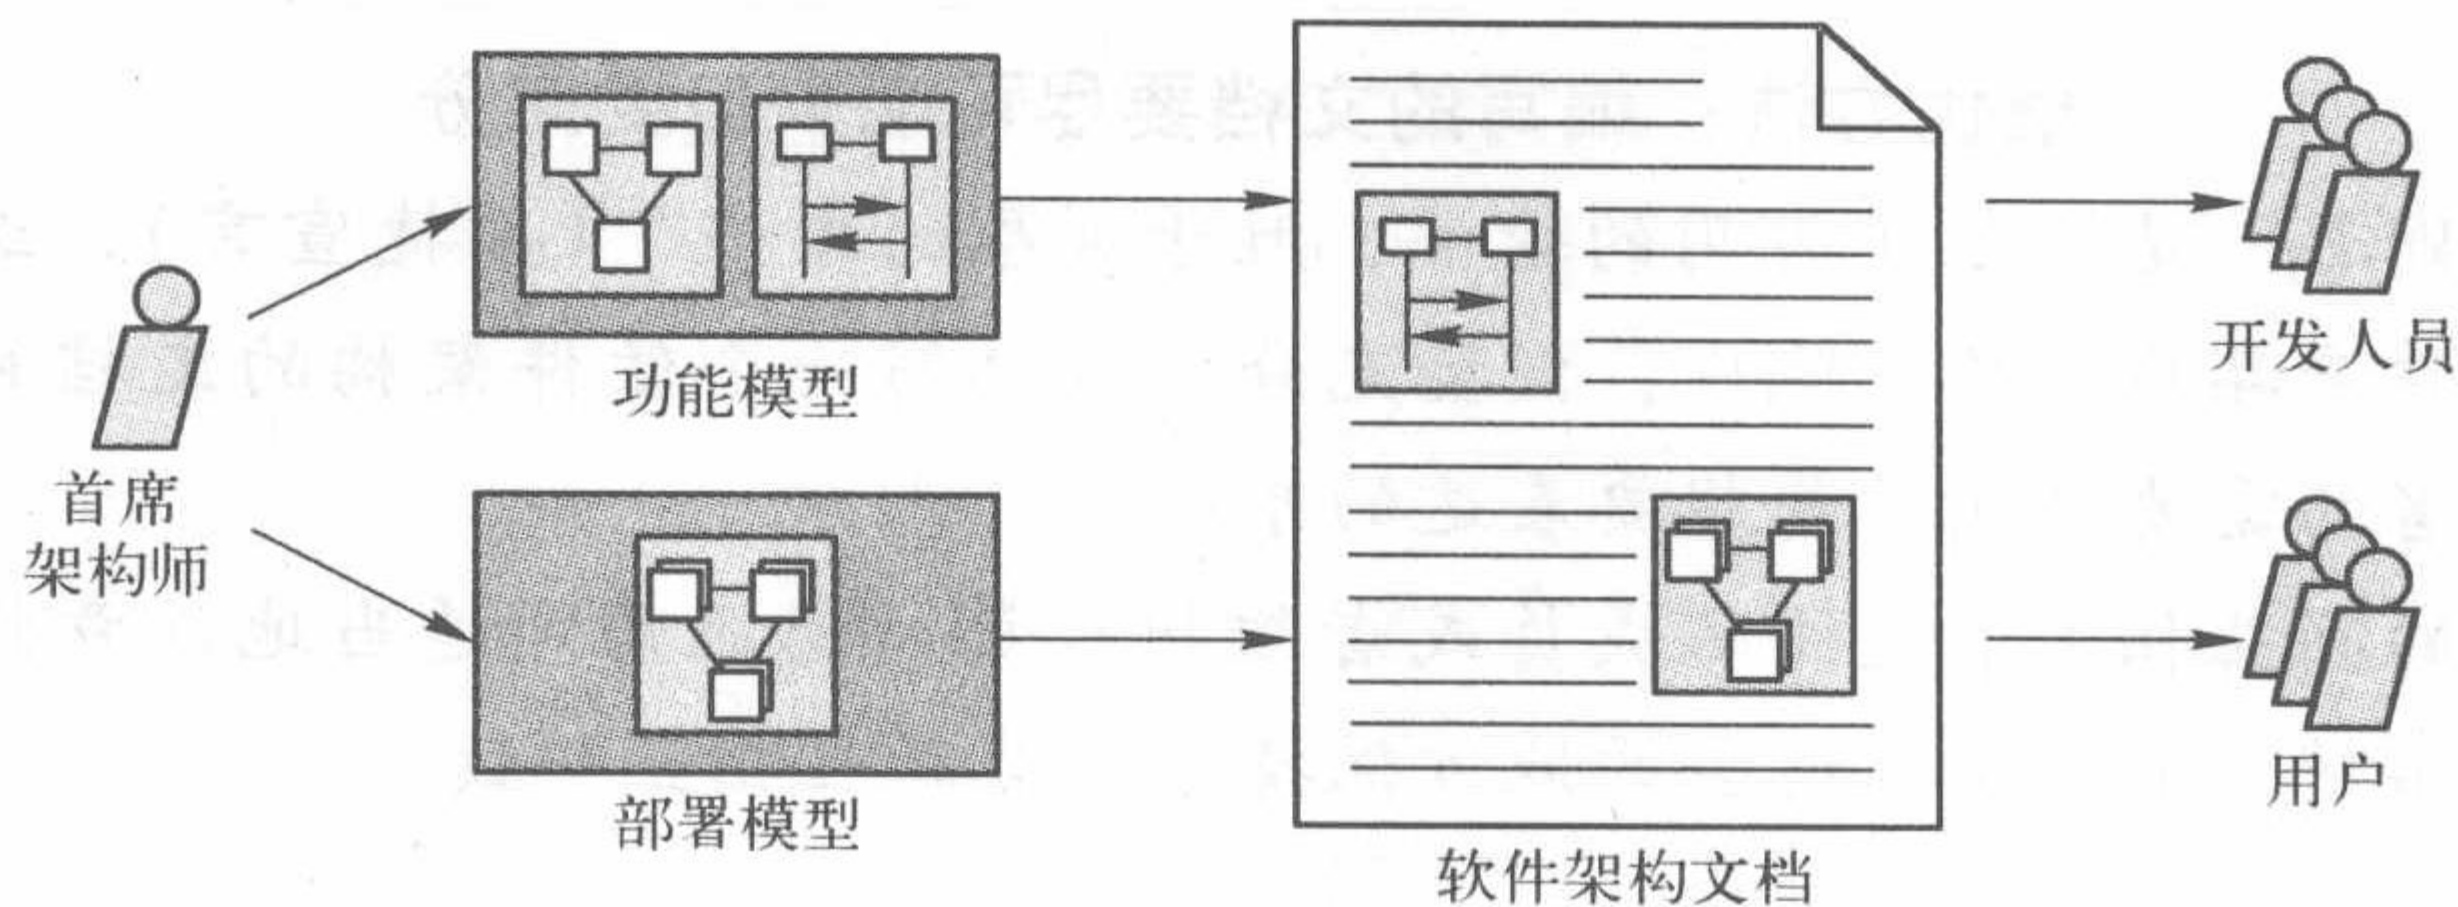 功能模型
开发人员
首席
架构师
部署模型
用户
软件架构文档